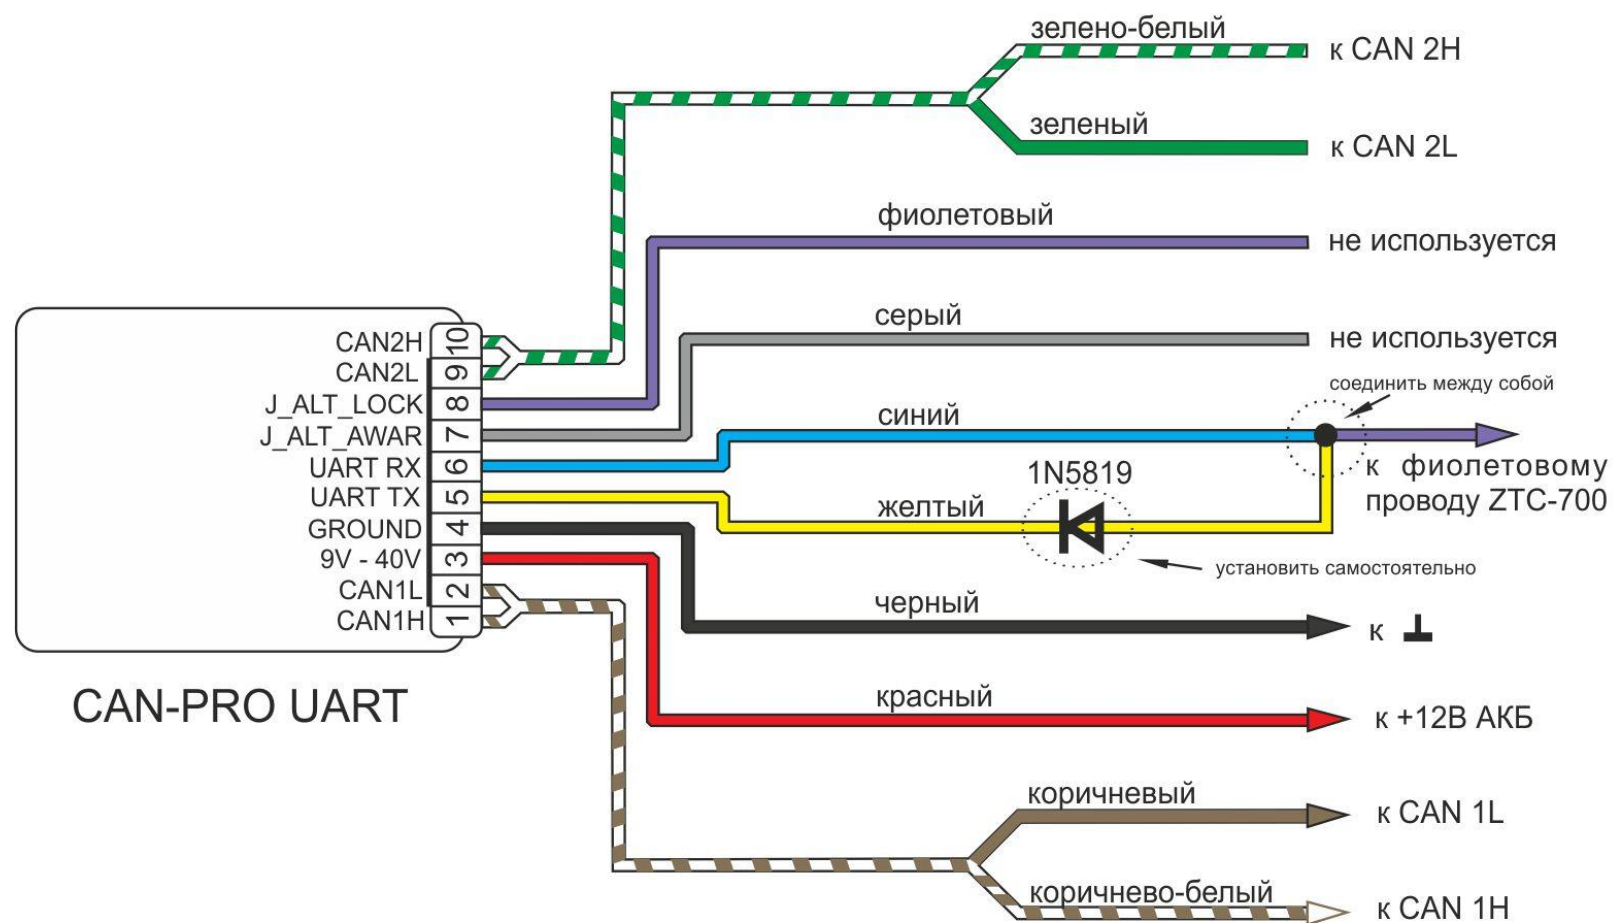 зелено-белый
к CAN 2H
зеленый
к CAN 2L
фиолетовый
не используется
серый
не используется
соединить между собой
CAN2H 10
CAN2L 9
J_ALT_LOCK 8
J_ALT_AWAR 7
UART RX 6
UART TX 5
GROUND 4
9V - 40V 3
CAN1L 2
CAN1H 1
синий
1N5819
к фиолетовому
проводу ZTC-700
желтый
установить самостоятельно
черный
к
CAN-PRO UART
красный
к +12В АКБ
коричневый
к CAN 1L
коричнево-белый
к CAN 1H